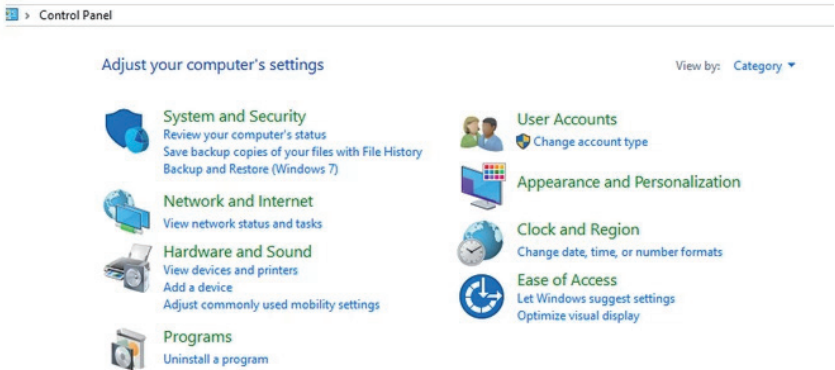 Control Panel
Adjust your computer's settings
View by: Category
System and Security
Review your computer's status
Save backup copies of your files with File History
Backup and Restore (Windows 7)
Network and Internet
View network status and tasks
Hardware and Sound
View devices and printers
Add a device
Adjust commonly used mobility settings
Programs
Uninstall a program
User Accounts
Change account type
Appearance and Personalization
Clock and Region
Change date, time, or number formats
Ease of Access
Let Windows suggest settings
Optimize visual display